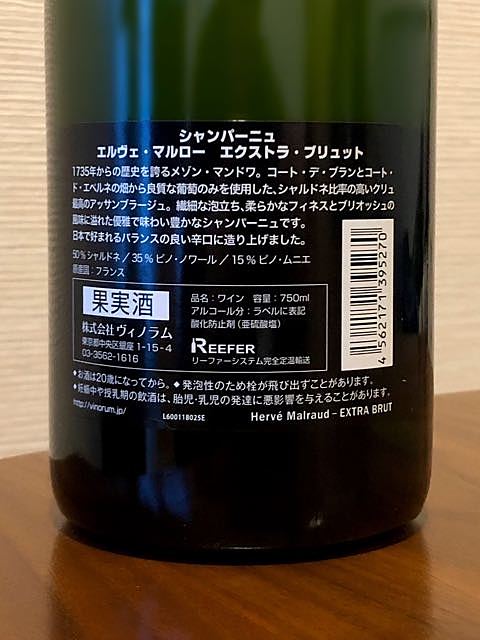 シャンパーニュ
エルヴェ・マルロー エクストラ・ブリュット
1735年からの歴史を誇るメゾン・マンドワ。コート・デ・ブランとコート・
ド・エペルネの畑から良質な葡萄のみを使用した、シャルドネ比率の高いクリュ
最高のアッサンブラージュ。繊細な泡立ち、柔らかなフィネスとブリオッシュの
風味に溢れた優雅で味わい豊かなシャンパーニュです。
日本で好まれるバランスの良い辛口に造り上げました。
50%シャルドネ/35%ピノ・ノワール/15%ピノ・ムニエ
原産国:フランス
果実酒
株式会社ヴィノラム
東京都中央区銀座 1-15-4
03-3562-1616
品名:ワイン 容量:750ml
アルコール分:ラベルに表記
酸化防止剤(亜硫酸塩)
REEFER
リーファーシステム完全定温輸送
4 562171 395270
◆お酒は20歳になってから。◆発泡性のため栓が飛び出すことがあります。
◆妊娠中や授乳期の飲酒は、胎児・乳児の発達に悪影響を与えることがあります。
http://vinorum.jp/
L600118025E
Hervé Malraud – EXTRA BRUT